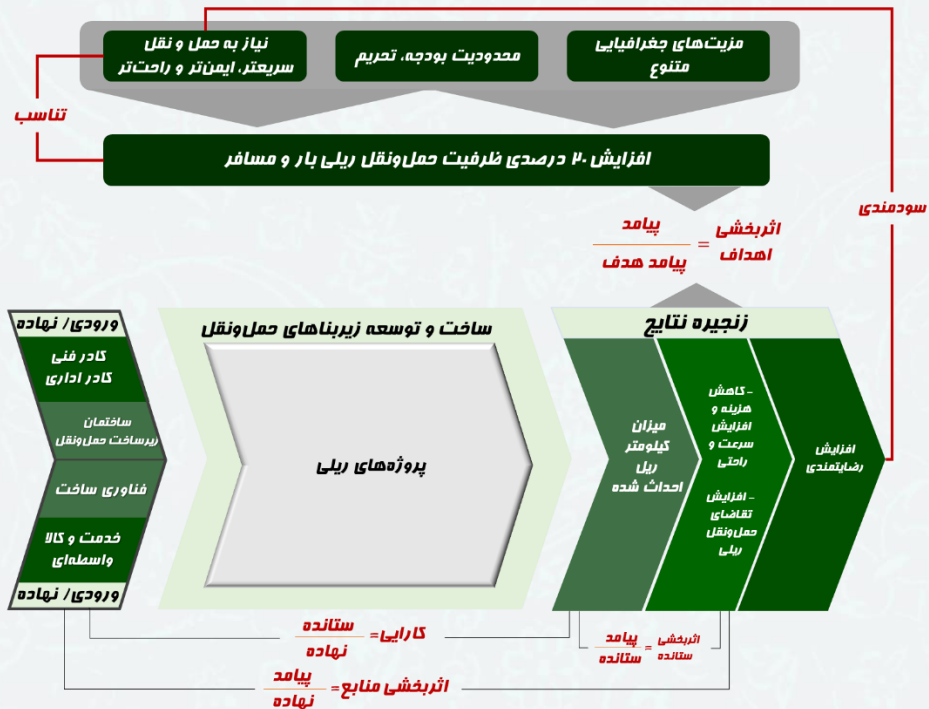 مزیت‌های جغرافیایی
متنوع
محدودیت بودجه، تحریم
نیاز به حمل و نقل
سریعتر، ایمن‌تر و راحت‌تر
تناسب
افزایش ۲۰ درصدی ظرفیت حمل‌ونقل ریلی بار و مسافر
سودمندی
اثربخشی
اهداف
=
پیامد
پیامد هدف
ورودی/ نهاده
کادر فنی
کادر اداری
ساختمان
زیرساخت حمل‌ونقل
فناوری ساخت
خدمت و کالا
واسطه‌ای
ورودی/ نهاده
ساخت و توسعه زیربناهای حمل‌ونقل
پروژه‌های ریلی
زنجیره نتایج
میزان
کیلومتر
ریل
احداث شده
- کاهش
هزینه و
افزایش
سرعت و
راحتی
- افزایش
تقاضای
حمل‌ونقل
ریلی
افزایش
رضایتمندی
کارایی=
ستانده
نهاده
اثربخشی
ستانده
=
پیامد
ستانده
اثربخشی منابع=
پیامد
نهاده